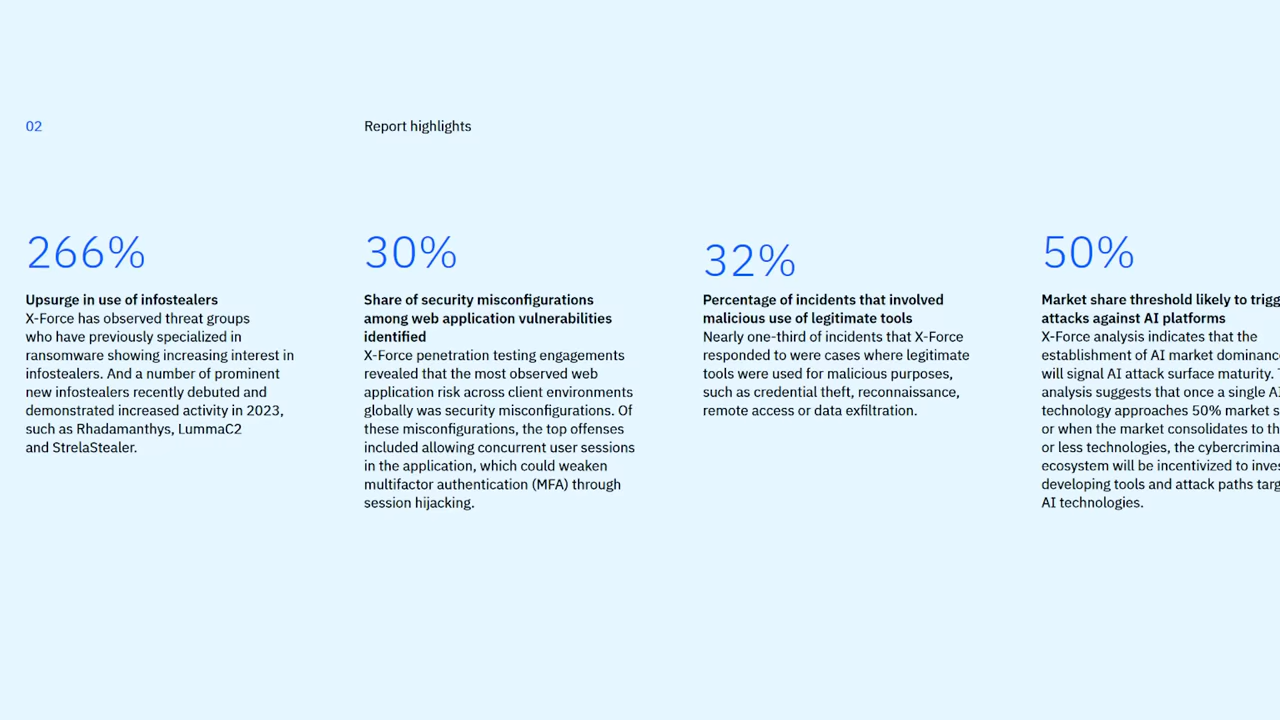 02
Report highlights
266%
Upsurge in use of infostealers
X-Force has observed threat groups
who have previously specialized in
ransomware showing increasing interest in
infostealers. And a number of prominent
new infostealers recently debuted and
demonstrated increased activity in 2023,
such as Rhadamanthys, LummaC2
and StrelaStealer.
30%
Share of security misconfigurations
among web application vulnerabilities
identified
X-Force penetration testing engagements
revealed that the most observed web
application risk across client environments
globally was security misconfigurations. Of
these misconfigurations, the top offenses
included allowing concurrent user sessions
in the application, which could weaken
multifactor authentication (MFA) through
session hijacking.
32%
Percentage of incidents that involved
malicious use of legitimate tools
Nearly one-third of incidents that X-Force
responded to were cases where legitimate
tools were used for malicious purposes,
such as credential theft, reconnaissance,
remote access or data exfiltration.
50%
Market share threshold likely to
attacks against AI platforms
X-Force analysis indicates that the
establishment of AI market
will signal AI attack surface maturity.
analysis suggests that once a single
technology approaches 50% market
or when the market consolidates to
or less technologies, the
ecosystem will be incentivized to
developing tools and attack paths
AI technologies.